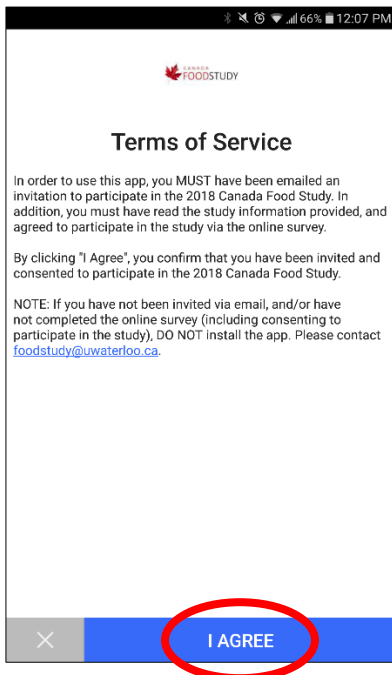 66% 12:07 PM
CANADA
FOODSTUDY
Terms of Service
In order to use this app, you MUST have been emailed an
invitation to participate in the 2018 Canada Food Study. In
addition, you must have read the study information provided, and
agreed to participate in the study via the online survey.
By clicking "I Agree", you confirm that you have been invited and
consented to participate in the 2018 Canada Food Study.
NOTE: If you have not been invited via email, and/or have
not completed the online survey (including consenting to
participate in the study), DO NOT install the app. Please contact
foodstudy@uwaterloo.ca.
I AGREE